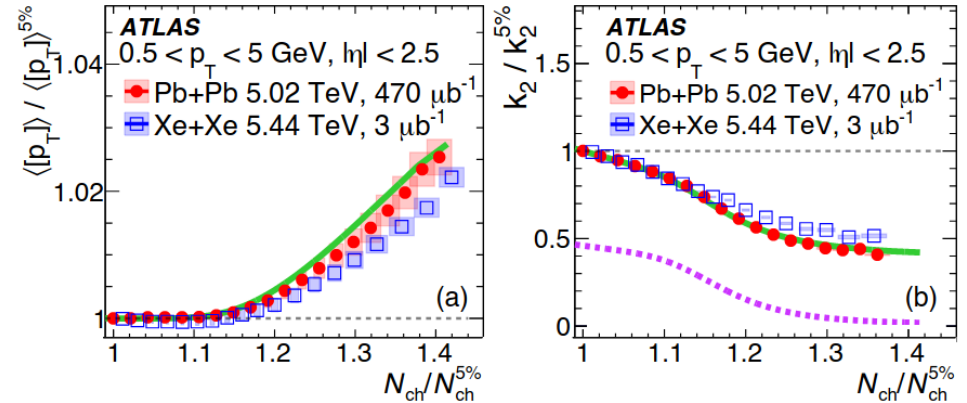 ATLAS
0.5 < p_T < 5 GeV, |η| < 2.5
Pb+Pb 5.02 TeV, 470 μb⁻¹
Xe+Xe 5.44 TeV, 3 μb⁻¹
⟨[p_T]⟩ / ⟨[p_T]⟩^5%
1.04
1.02
1
(a)
1 1.1 1.2 1.3 1.4
N_ch/N_ch^5%
ATLAS
0.5 < p_T < 5 GeV, |η| < 2.5
Pb+Pb 5.02 TeV, 470 μb⁻¹
Xe+Xe 5.44 TeV, 3 μb⁻¹
k_2 / k_2^5%
1.5
1
0.5
0
(b)
1 1.1 1.2 1.3 1.4
N_ch/N_ch^5%